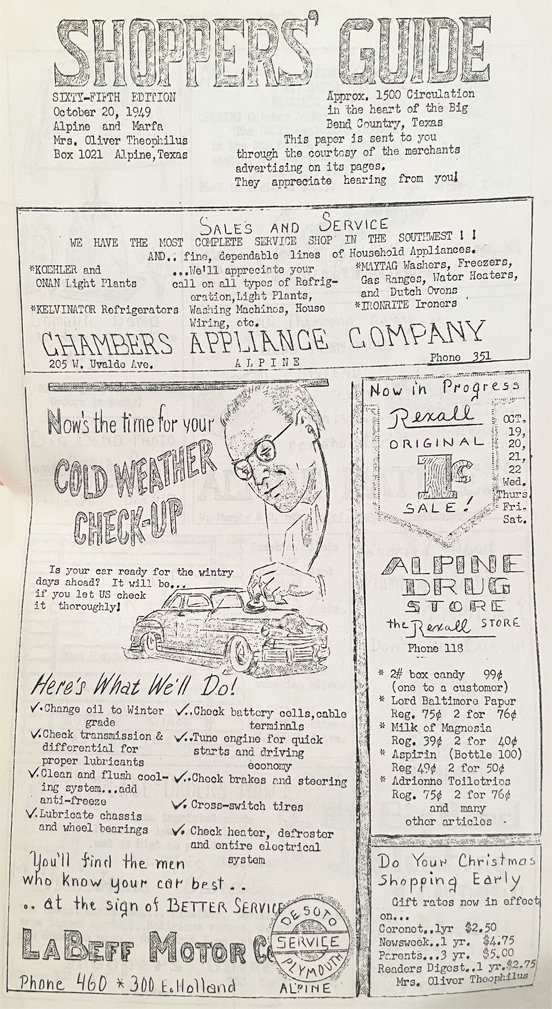 SHOPPERS' GUIDE
SIXTY-FIFTH EDITION
October 20, 1949
Alpine and Marfa
Mrs. Oliver Theophilus
Box 1021 Alpine,Texas
Approx. 1500 Circulation
in the heart of the Big
Bend Country, Texas
This paper is sent to you
through the courtesy of the merchants
advertising on its pages.
They appreciate hearing from you!
SALES AND SERVICE
WE HAVE THE MOST COMPLETE SERVICE SHOP IN THE SOUTHWEST ! !
AND.. fine, dependable lines of Household Appliances.
*KOEHLER and
ONAN Light Plants
*KELVINATOR Refrigerators
...We'll appreciate your
call on all types of Refrig-
eration,Light Plants,
Washing Machines, House
Wiring, etc.
*MAYTAG Washers, Freezers,
Gas Ranges, Water Heaters,
and Dutch Ovens
*IRONRITE Ironers
CHAMBERS APPLIANCE COMPANY
205 W. Uvalde Ave.
ALPINE
Phone 351
Now's the time for your
COLD WEATHER
CHECK-UP
Is your car ready for the wintry
days ahead? It will be...
if you let US check
it thoroughly!
Here's What We'll Do!
✓.Change oil to Winter
grade
✓.Check transmission &
differential for
proper lubricants
✓.Clean and flush cool-
ing system...add
anti-freeze
✓.Lubricate chassis
and wheel bearings
✓..Check battery cells,cable
terminals
✓..Tune engine for quick
starts and driving
economy
✓..Check brakes and steering
✓. Cross-switch tires
✓. Check heater, defroster
and entire electrical
system
You'll find the men
who know your car best..
.. at the sign of BETTER SERVICE
LABEFF MOTOR Co
DE SOTO
SERVICE
PLYMOUTH
Phone 460 * 300 E.Holland
ALPINE
Now in Progress
Rexall
ORIGINAL
1¢
SALE!
OCT.
19,
20,
21,
22
Wed.
Thurs.
Fri.
Sat.
ALPINE
DRUG
STORE
the Rexall STORE
Phone 118
* 2# box candy 99¢
(one to a customer)
* Lord Baltimore Papur
Reg. 75¢ 2 for 76¢
* Milk of Magnesia
Reg. 39¢ 2 for 40¢
* Aspirin (Bottle 100)
Reg 49¢ 2 for 50¢
* Adrienne Toiletries
Reg. 75¢ 2 for 76¢
and many
other articles .
Do Your Christmas
Shopping Early
Gift rates now in effect
on...
Coronet..1yr $2.50
Newsweek..1 yr. $4.75
Parents...3 yr. $5.00
Readers Digest..1 yr.$2.75
Mrs. Oliver Theophilus